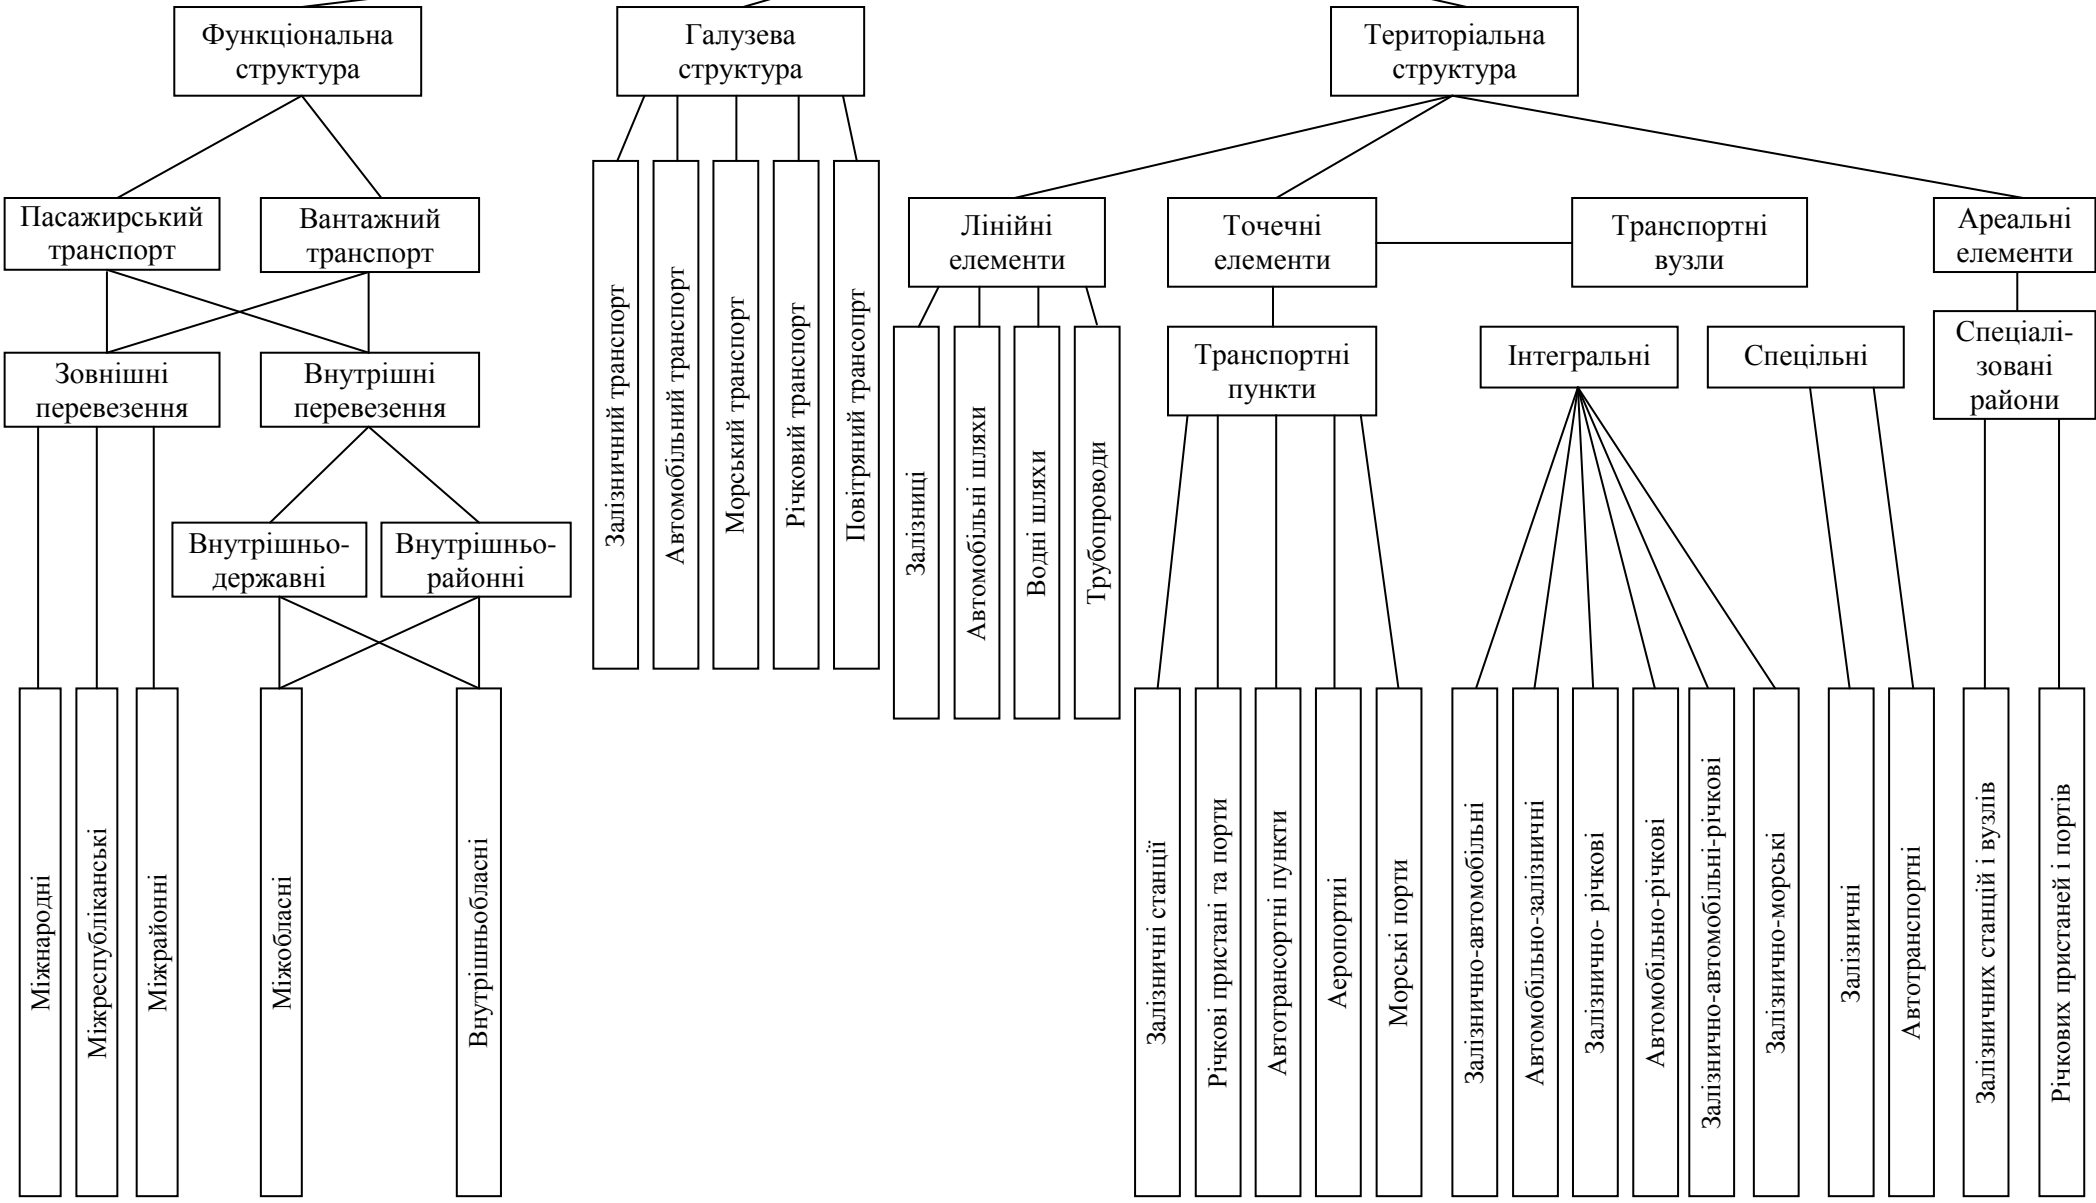 Функціональна
структура
Галузева
структура
Територіальна
структура
Пасажирський
транспорт
Вантажний
транспорт
Зовнішні
перевезення
Внутрішні
перевезення
Внутрішньо-
державні
Внутрішньо-
районні
Міжнародні
Міжреспубліканські
Міжрайонні
Міжобласні
Внутрішньобласні
Залізничний транспорт
Автомобільний транспорт
Морський транспорт
Річковий транспорт
Повітряний трансопрт
Лінійні
елементи
Точечні
елементи
Транспортні
вузли
Ареальні
елементи
Залізниці
Автомобільні шляхи
Водні шляхи
Трубопроводи
Транспортні
пункти
Інтегральні
Спецільні
Спеціалі-
зовані
райони
Залізничні станції
Річкові пристані та порти
Автотрансортні пункти
Аеропортиі
Морські порти
Залізнично-автомобільні
Автомобільно-залізничні
Залізнично- річкові
Автомобільно-річкові
Залізнично-автомобільні-річкові
Залізнично-морські
Залізничні
Автотранспортні
Залізничних станцій і вузлів
Річкових пристаней і портів